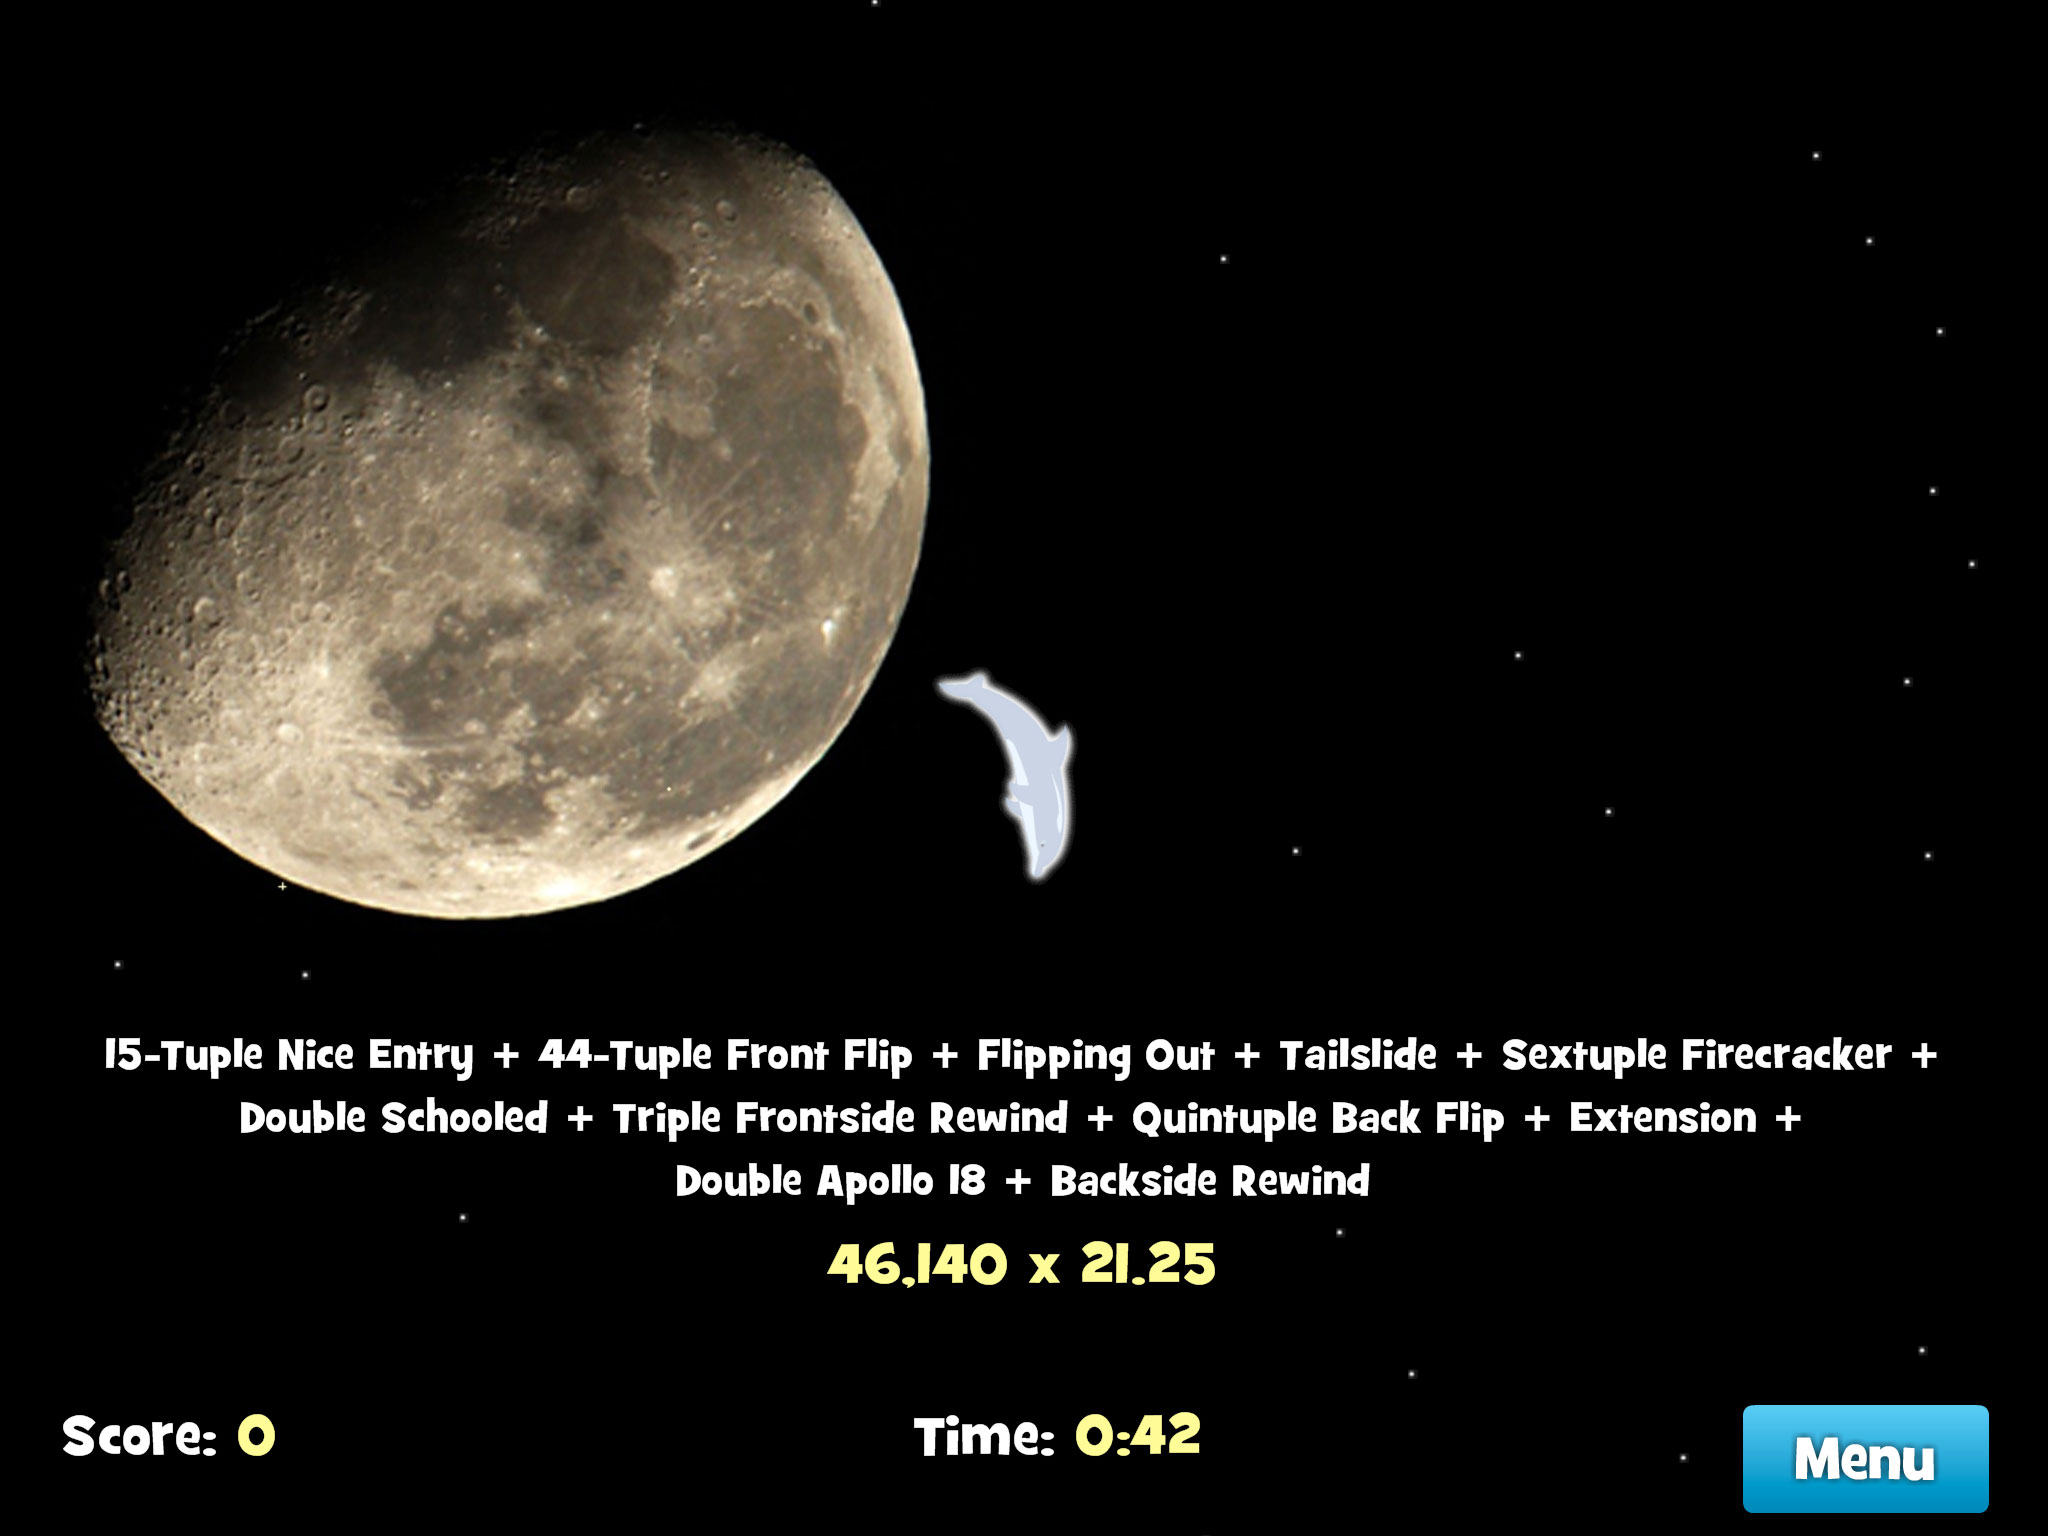 15-Tuple Nice Entry + 44-Tuple Front Flip + Flipping Out + Tailslide + Sextuple Firecracker +
Double Schooled + Triple Frontside Rewind + Quintuple Back Flip + Extension +
Double Apollo 18 + Backside Rewind
46,140 x 21.25
Score: 0
Time: 0:42
Menu